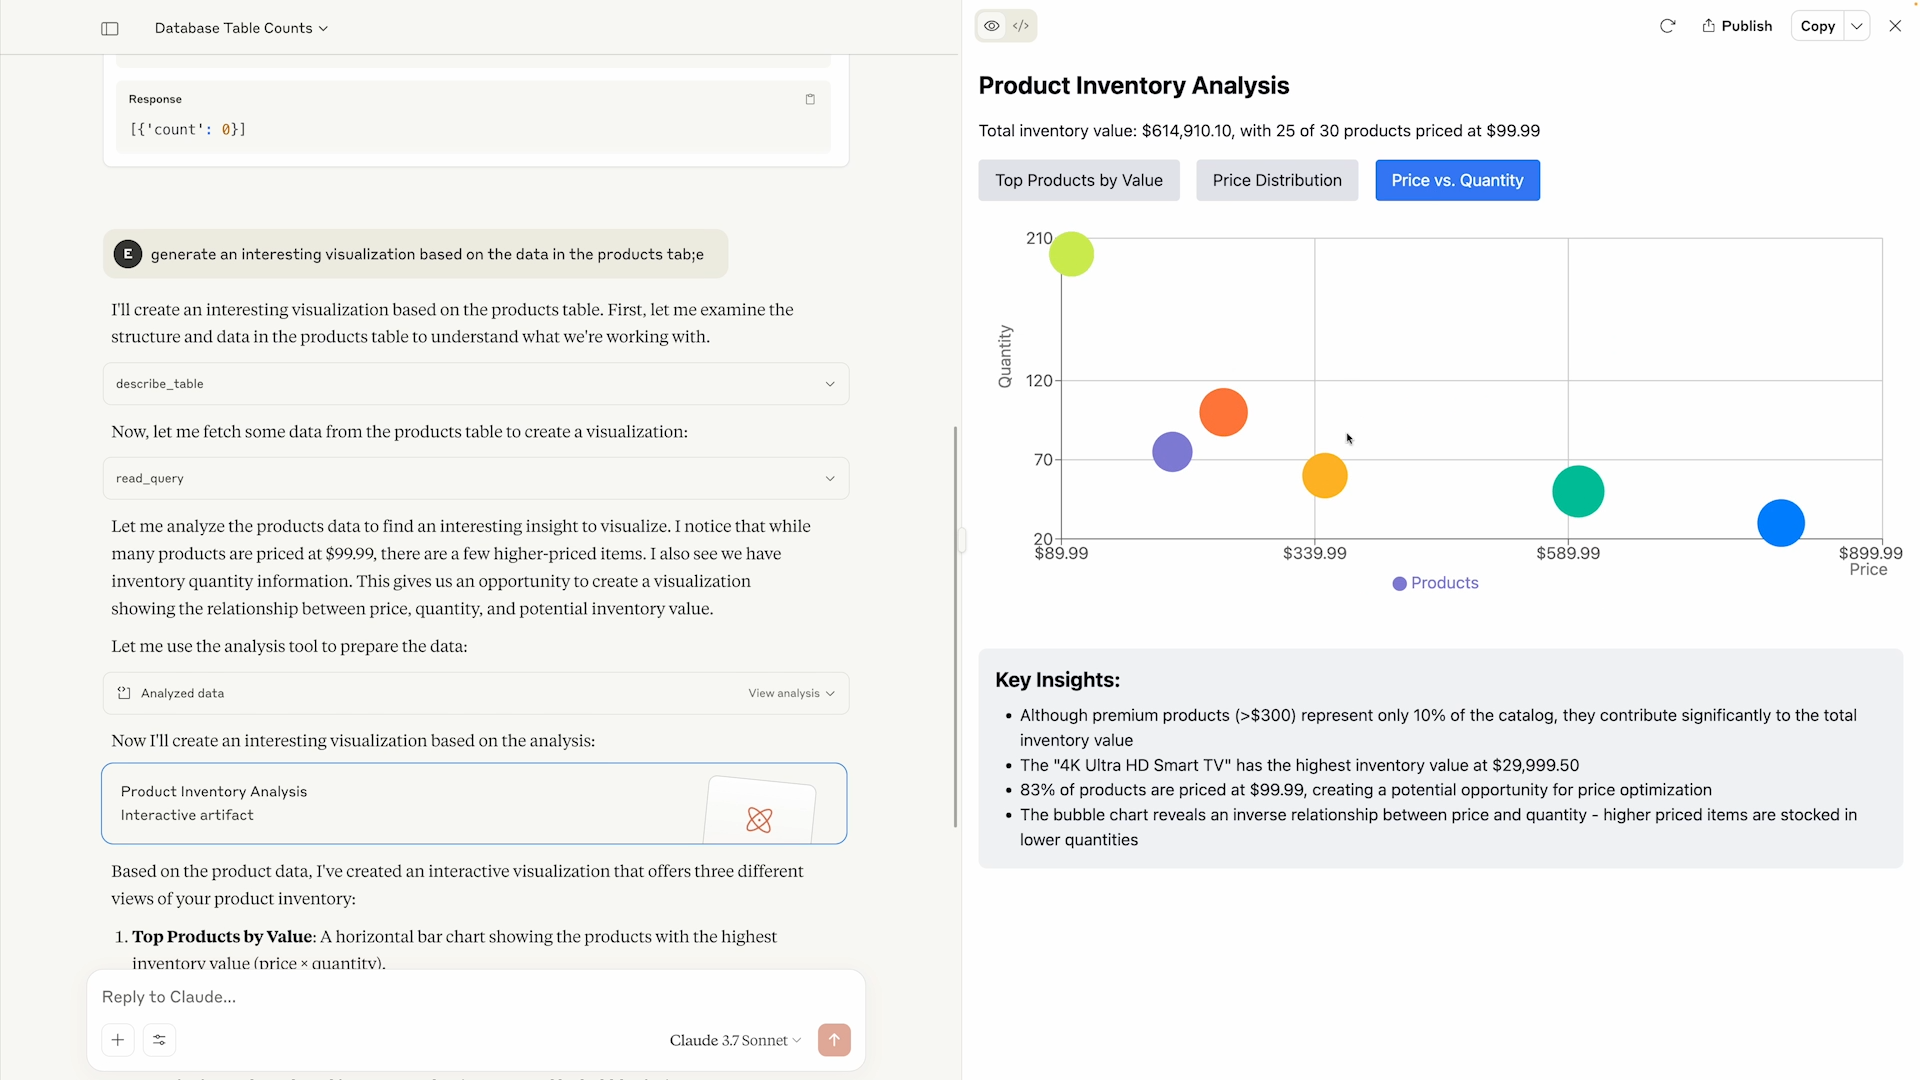 Database Table Counts
Response
[{'count': 0}]
E
generate an interesting visualization based on the data in the products tab;e
I'll create an interesting visualization based on the products table. First, let me examine the
structure and data in the products table to understand what we're working with.
describe_table
Now, let me fetch some data from the products table to create a visualization:
read_query
Let me analyze the products data to find an interesting insight to visualize. I notice that while
many products are priced at $99.99, there are a few higher-priced items. I also see we have
inventory quantity information. This gives us an opportunity to create a visualization
showing the relationship between price, quantity, and potential inventory value.
Let me use the analysis tool to prepare the data:
Analyzed data
View analysis
Now I'll create an interesting visualization based on the analysis:
Product Inventory Analysis
Interactive artifact
Based on the product data, I've created an interactive visualization that offers three different
views of your product inventory:
1. Top Products by Value: A horizontal bar chart showing the products with the highest
inventory value (price × quantity).
Reply to Claude...
Claude 3.7 Sonnet
</>
Publish
Copy
Product Inventory Analysis
Total inventory value: $614,910.10, with 25 of 30 products priced at $99.99
Top Products by Value
Price Distribution
Price vs. Quantity
210
120
70
20
Quantity
$89.99
$339.99
$589.99
$899.99
Price
Products
Key Insights:
• Although premium products (>$300) represent only 10% of the catalog, they contribute significantly to the total
inventory value
• The "4K Ultra HD Smart TV" has the highest inventory value at $29,999.50
• 83% of products are priced at $99.99, creating a potential opportunity for price optimization
• The bubble chart reveals an inverse relationship between price and quantity - higher priced items are stocked in
lower quantities